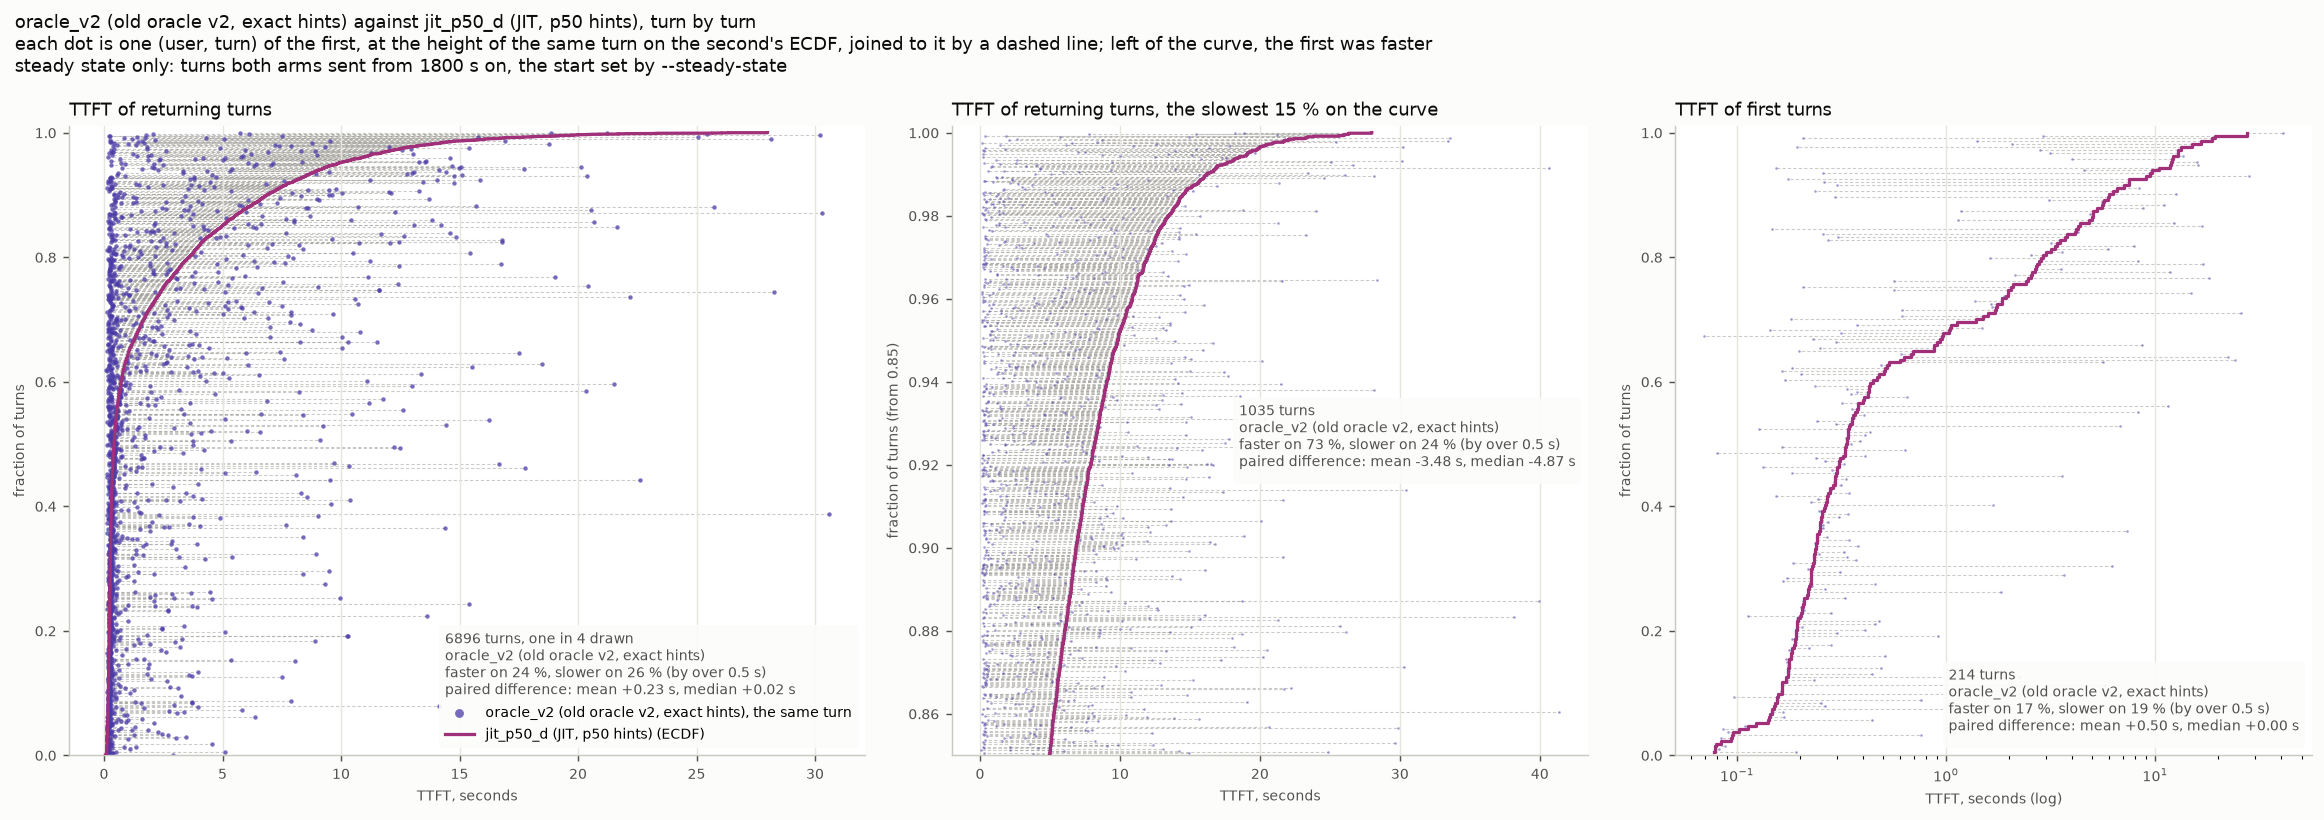 oracle_v2 (old oracle v2, exact hints) against jit_p50_d (JIT, p50 hints), turn by turn
each dot is one (user, turn) of the first, at the height of the same turn on the second's ECDF, joined to it by a dashed line; left of the curve, the first was faster
steady state only: turns both arms sent from 1800 s on, the start set by --steady-state
TTFT of returning turns
1.0
0.8
0.6
0.4
0.2
0.0
fraction of turns
0
5
10
15
20
25
30
TTFT, seconds
6896 turns, one in 4 drawn
oracle_v2 (old oracle v2, exact hints)
faster on 24 %, slower on 26 % (by over 0.5 s)
paired difference: mean +0.23 s, median +0.02 s
oracle_v2 (old oracle v2, exact hints), the same turn
jit_p50_d (JIT, p50 hints) (ECDF)
TTFT of returning turns, the slowest 15 % on the curve
1.00
0.98
0.96
0.94
0.92
0.90
0.88
0.86
fraction of turns (from 0.85)
0
10
20
30
40
TTFT, seconds
1035 turns
oracle_v2 (old oracle v2, exact hints)
faster on 73 %, slower on 24 % (by over 0.5 s)
paired difference: mean -3.48 s, median -4.87 s
TTFT of first turns
1.0
0.8
0.6
0.4
0.2
0.0
fraction of turns
10⁻¹
10⁰
10¹
TTFT, seconds (log)
214 turns
oracle_v2 (old oracle v2, exact hints)
faster on 17 %, slower on 19 % (by over 0.5 s)
paired difference: mean +0.50 s, median +0.00 s